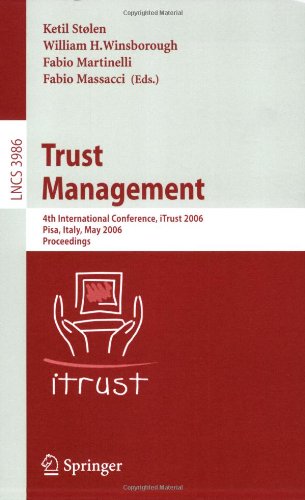 Ketil Stølen
William H.Winsborough
Fabio Martinelli
Fabio Massacci (Eds.)
LNCS 3986
Trust
Management
4th International Conference, iTrust 2006
Pisa, Italy, May 2006
Proceedings
itrust
Springer